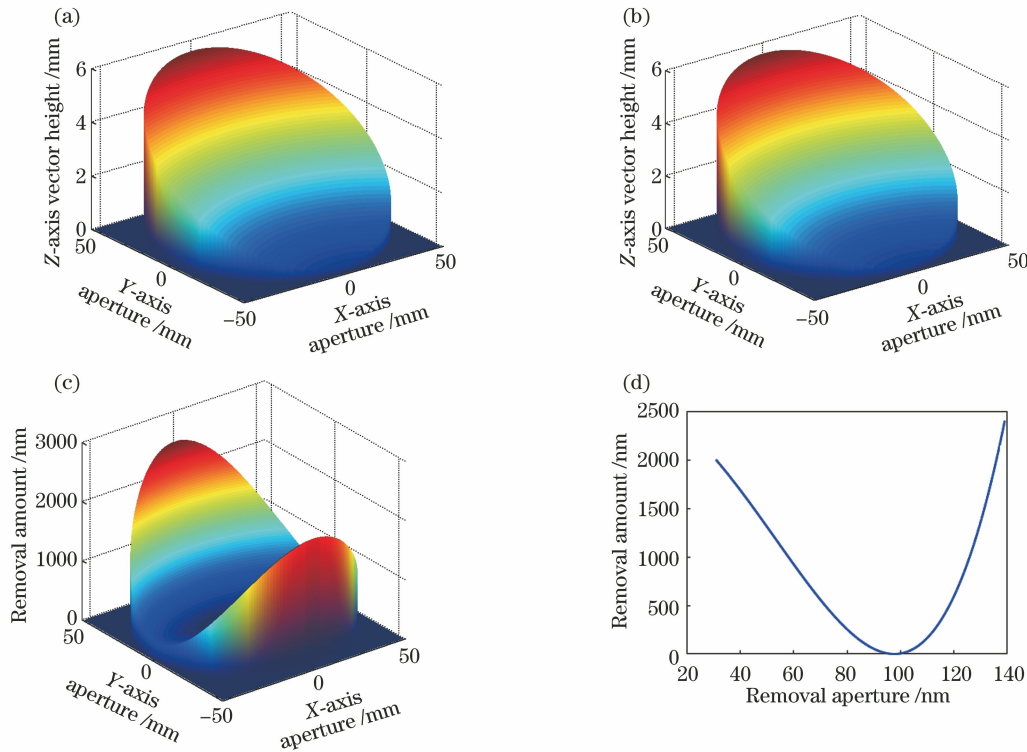 (a)
Z-axis vector height /mm
6
4
2
0
50
0
−50
Y-axis
aperture /mm
0
50
X-axis
aperture /mm
(b)
Z-axis vector height /mm
6
4
2
0
50
0
−50
Y-axis
aperture /mm
0
50
X-axis
aperture /mm
(c)
Removal amount /nm
3000
2000
1000
0
50
0
−50
Y-axis
aperture /mm
0
50
X-axis
aperture /mm
(d)
Removal amount /nm
2500
2000
1500
1000
500
0
20 40 60 80 100 120 140
Removal aperture /nm